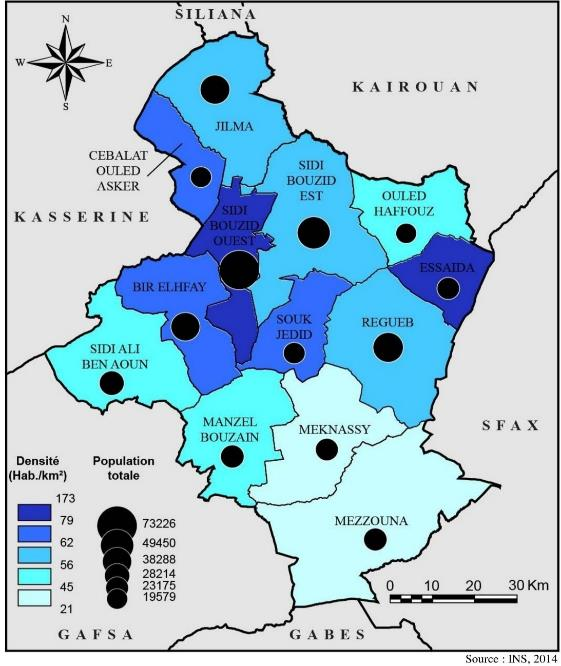 SILIANA
N
W
E
S
KAIROUAN
JILMA
CEBALAT
OULED
ASKER
SIDI
BOUZID
EST
OULED
HAFFOUZ
KASSERINE
SIDI
BOUZID
OUEST
ESSAIDA
BIR ELHFAY
SOUK
JEDID
REGUEB
SIDI ALI
BEN AOUN
MANZEL
BOUZAIN
MEKNASSY
SFAX
MEZZOUNA
Densité
(Hab./km²)
173
79
62
56
45
21
Population
totale
73226
49450
38288
28214
23175
19579
0 10 20 30 Km
GAFSA
GABES
Source : INS, 2014